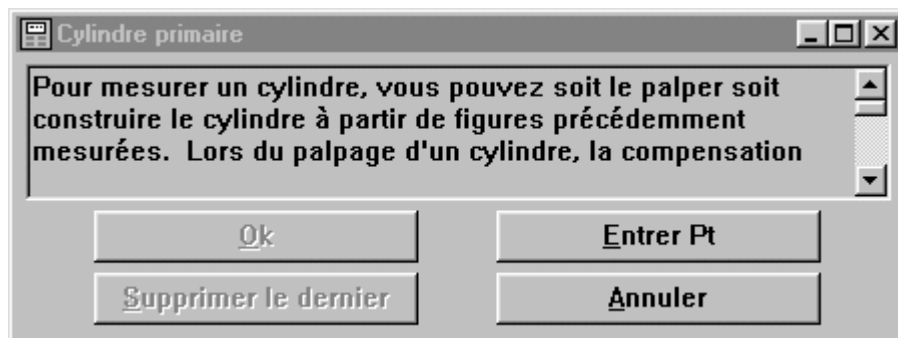 Cylindre primaire
Pour mesurer un cylindre, vous pouvez soit le palper soit
construire le cylindre à partir de figures précédemment
mesurées.  Lors du palpage d'un cylindre, la compensation
Ok
Entrer Pt
Supprimer le dernier
Annuler